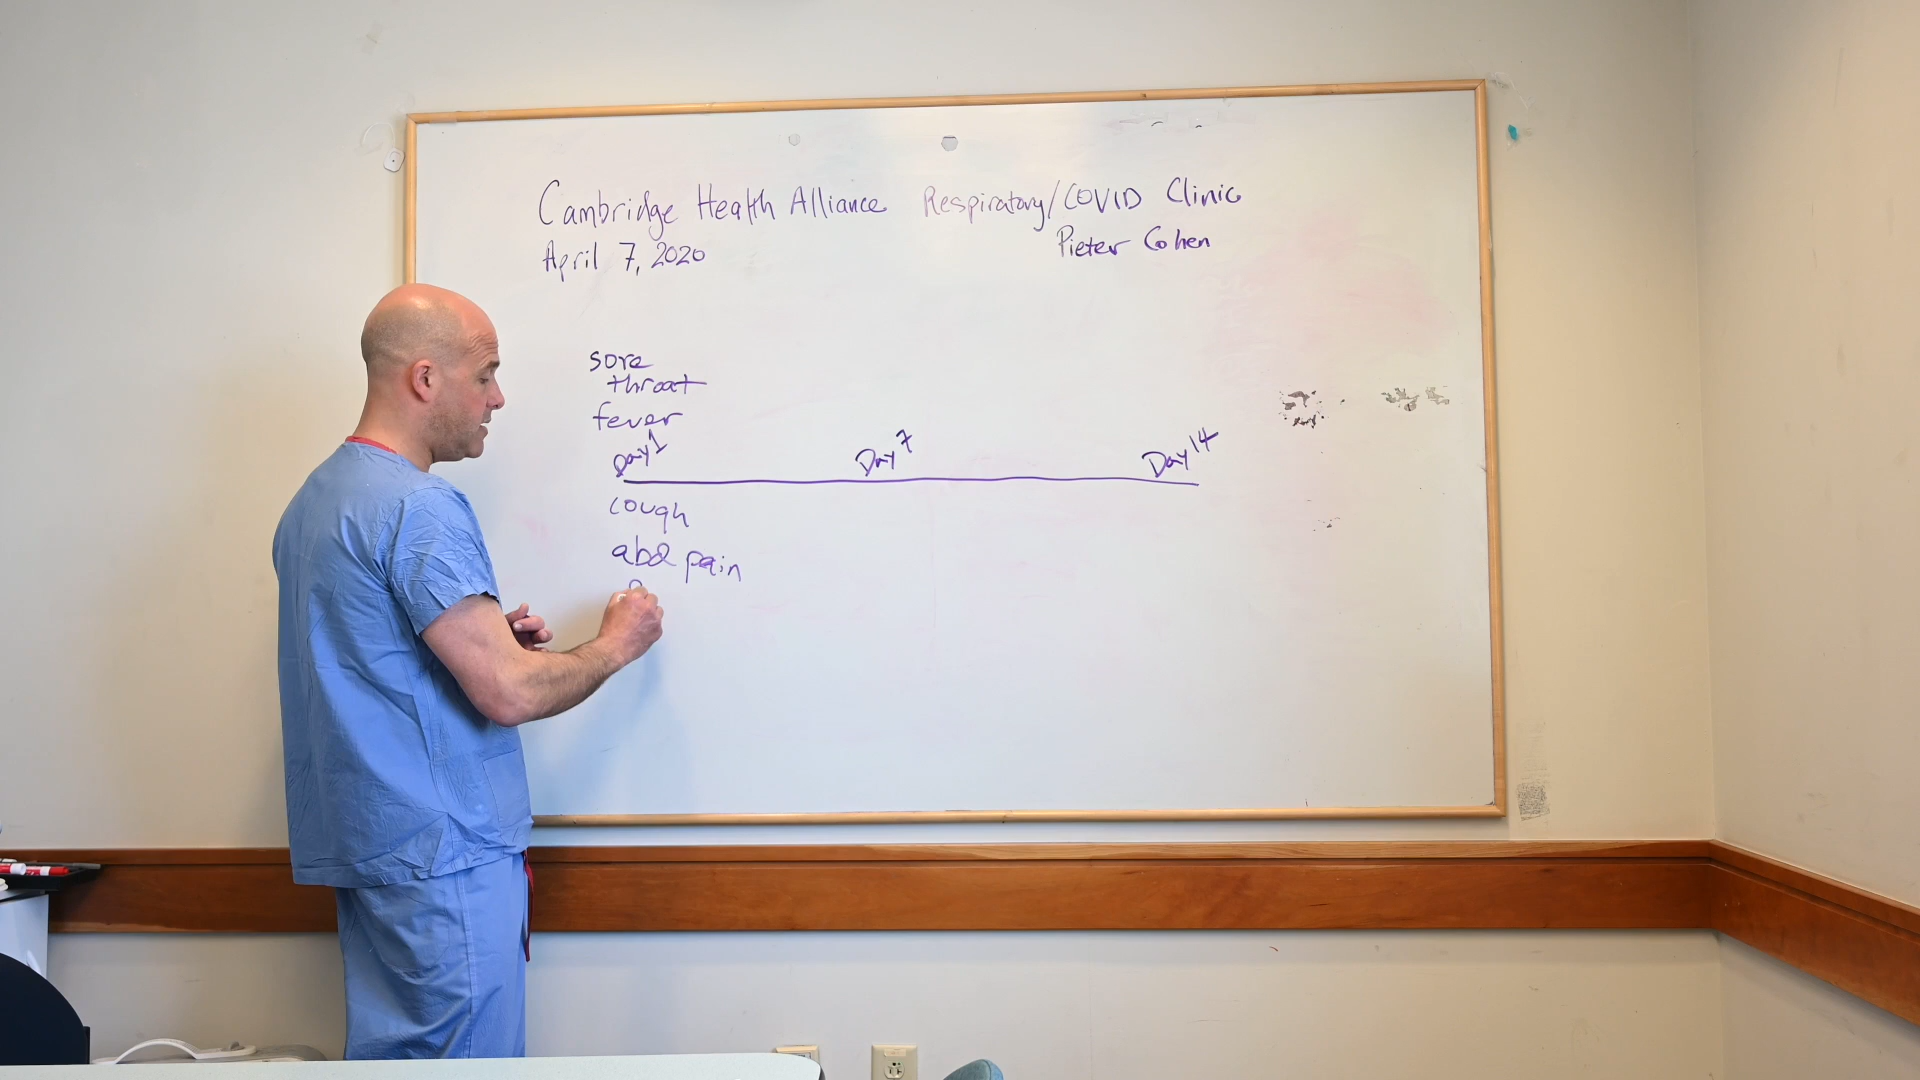 Cambridge Health Alliance Respiratory/COVID Clinic
April 7, 2020 Pieter Cohen
sore
throat
fever
Day 1 Day 7 Day 14
cough
abd pain